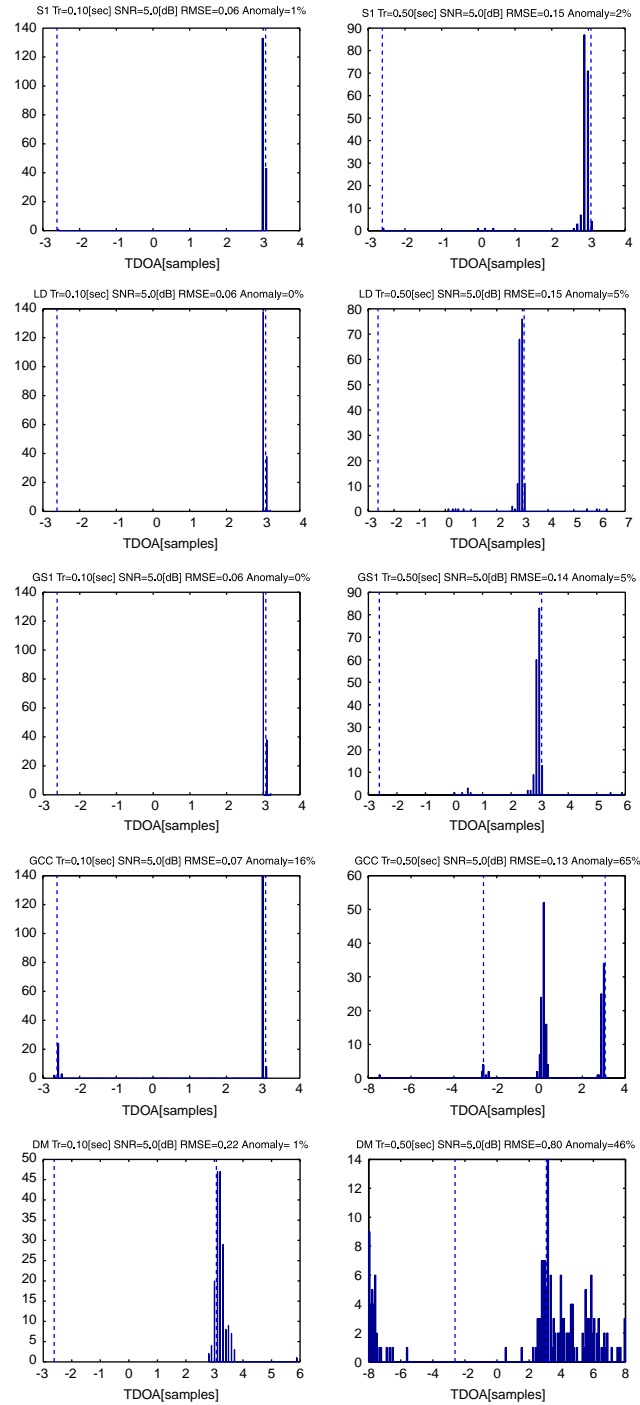 S1 Tr=0.10[sec] SNR=5.0[dB] RMSE=0.06 Anomaly=1%
140
120
100
80
60
40
20
0
-3 -2 -1 0 1 2 3 4
TDOA[samples]
S1 Tr=0.50[sec] SNR=5.0[dB] RMSE=0.15 Anomaly=2%
90
80
70
60
50
40
30
20
10
0
-3 -2 -1 0 1 2 3 4
TDOA[samples]
LD Tr=0.10[sec] SNR=5.0[dB] RMSE=0.06 Anomaly=0%
140
120
100
80
60
40
20
0
-3 -2 -1 0 1 2 3 4
TDOA[samples]
LD Tr=0.50[sec] SNR=5.0[dB] RMSE=0.15 Anomaly=5%
80
70
60
50
40
30
20
10
0
-3 -2 -1 0 1 2 3 4 5 6 7
TDOA[samples]
GS1 Tr=0.10[sec] SNR=5.0[dB] RMSE=0.06 Anomaly=0%
140
120
100
80
60
40
20
0
-3 -2 -1 0 1 2 3 4
TDOA[samples]
GS1 Tr=0.50[sec] SNR=5.0[dB] RMSE=0.14 Anomaly=5%
90
80
70
60
50
40
30
20
10
0
-3 -2 -1 0 1 2 3 4 5 6
TDOA[samples]
GCC Tr=0.10[sec] SNR=5.0[dB] RMSE=0.07 Anomaly=16%
140
120
100
80
60
40
20
0
-3 -2 -1 0 1 2 3 4
TDOA[samples]
GCC Tr=0.50[sec] SNR=5.0[dB] RMSE=0.13 Anomaly=65%
60
50
40
30
20
10
0
-8 -6 -4 -2 0 2 4
TDOA[samples]
DM Tr=0.10[sec] SNR=5.0[dB] RMSE=0.22 Anomaly= 1%
50
45
40
35
30
25
20
15
10
5
0
-3 -2 -1 0 1 2 3 4 5 6
TDOA[samples]
DM Tr=0.50[sec] SNR=5.0[dB] RMSE=0.80 Anomaly=46%
14
12
10
8
6
4
2
0
-8 -6 -4 -2 0 2 4 6 8
TDOA[samples]